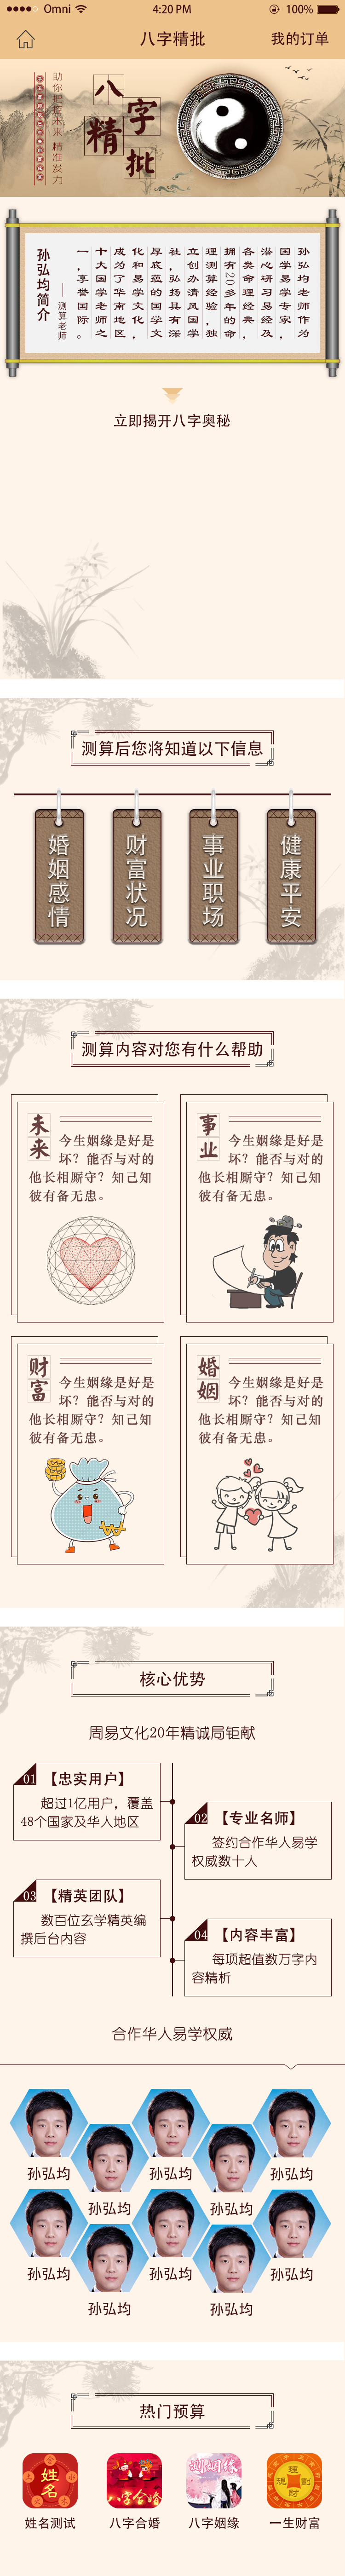 Omni
4:20 PM
100%
八字精批
我的订单
助你把握未来 精准发力
八字
精批
孙弘均老师作为
国学易学专家，
潜心研习易经及
各类命理经典，
拥有20多年的命
理测算经验，独
立创办清风国学
社，弘扬具有深
厚底蕴的国学文
化和易学文化，
成为了华南地区
十大国学老师之
一，享誉国际。
——测算老师
孙弘均简介
立即揭开八字奥秘
测算后您将知道以下信息
婚姻感情
财富状况
事业职场
健康平安
测算内容对您有什么帮助
未来
今生姻缘是好是
坏？能否与对的
他长相厮守？知己知
彼有备无患。
事业
今生姻缘是好是
坏？能否与对的
他长相厮守？知己知
彼有备无患。
财富
今生姻缘是好是
坏？能否与对的
他长相厮守？知己知
彼有备无患。
婚姻
今生姻缘是好是
坏？能否与对的
他长相厮守？知己知
彼有备无患。
核心优势
周易文化20年精诚局钜献
01
【忠实用户】
超过1亿用户，覆盖
48个国家及华人地区
02
【专业名师】
签约合作华人易学
权威数十人
03
【精英团队】
数百位玄学精英编
撰后台内容
04
【内容丰富】
每项超值数万字内
容精析
合作华人易学权威
孙弘均
孙弘均
孙弘均
孙弘均
孙弘均
孙弘均
孙弘均
孙弘均
孙弘均
孙弘均
热门预算
姓名
八字合婚
理财规划
姓名测试
八字合婚
八字姻缘
一生财富